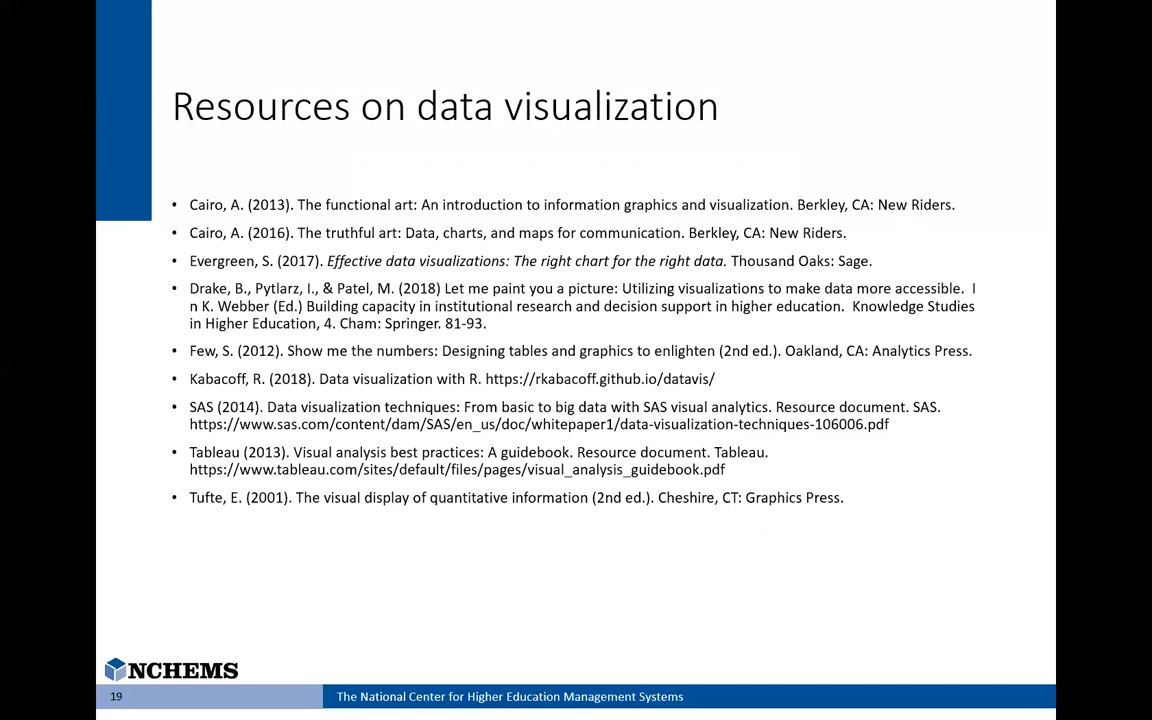 Resources on data visualization
• Cairo, A. (2013). The functional art: An introduction to information graphics and visualization. Berkley, CA: New Riders.
• Cairo, A. (2016). The truthful art: Data, charts, and maps for communication. Berkley, CA: New Riders.
• Evergreen, S. (2017). Effective data visualizations: The right chart for the right data. Thousand Oaks: Sage.
• Drake, B., Pytlarz, I., & Patel, M. (2018) Let me paint you a picture: Utilizing visualizations to make data more accessible.  I
n K. Webber (Ed.) Building capacity in institutional research and decision support in higher education.  Knowledge Studies
in Higher Education, 4. Cham: Springer. 81-93.
• Few, S. (2012). Show me the numbers: Designing tables and graphics to enlighten (2nd ed.). Oakland, CA: Analytics Press.
• Kabacoff, R. (2018). Data visualization with R. https://rkabacoff.github.io/datavis/
• SAS (2014). Data visualization techniques: From basic to big data with SAS visual analytics. Resource document. SAS.
https://www.sas.com/content/dam/SAS/en_us/doc/whitepaper1/data-visualization-techniques-106006.pdf
• Tableau (2013). Visual analysis best practices: A guidebook. Resource document. Tableau.
https://www.tableau.com/sites/default/files/pages/visual_analysis_guidebook.pdf
• Tufte, E. (2001). The visual display of quantitative information (2nd ed.). Cheshire, CT: Graphics Press.
NCHEMS
19
The National Center for Higher Education Management Systems